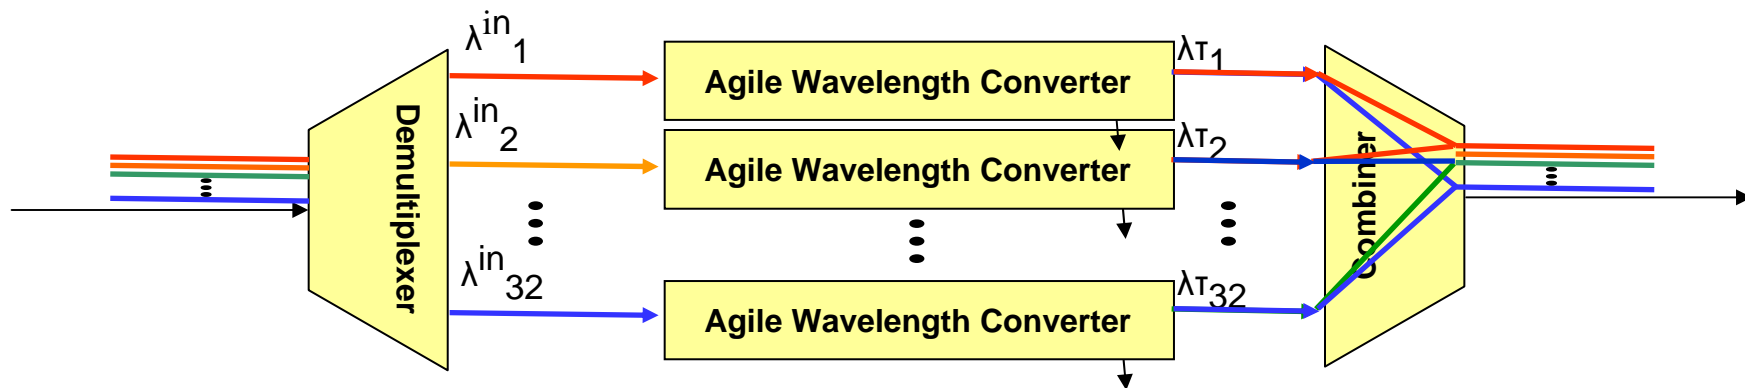 λin1
Agile Wavelength Converter
λτ1
λin2
Agile Wavelength Converter
λτ2
Demultiplexer
Combiner
λin32
Agile Wavelength Converter
λτ32